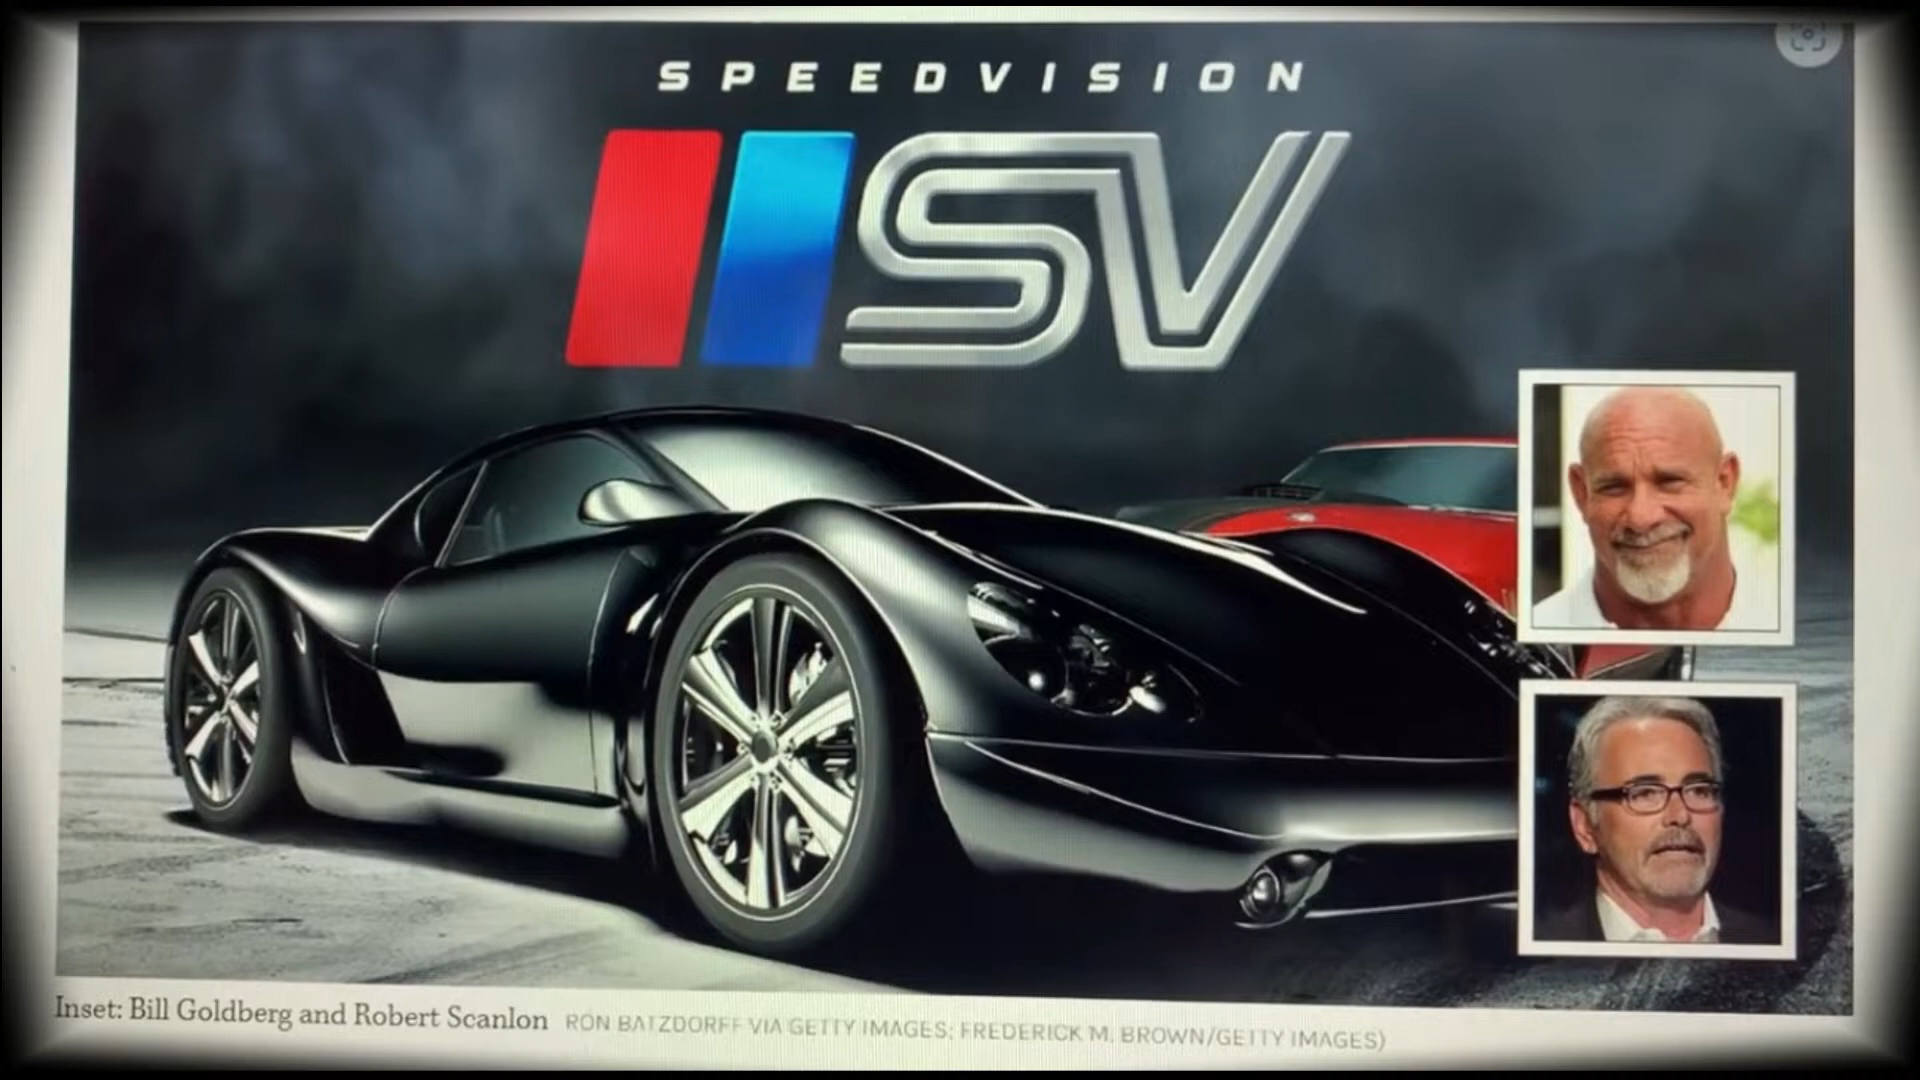 SPEEDVISION
SV
Inset: Bill Goldberg and Robert Scanlon RON BATZDORFF VIA GETTY IMAGES; FREDERICK M. BROWN/GETTY IMAGES)